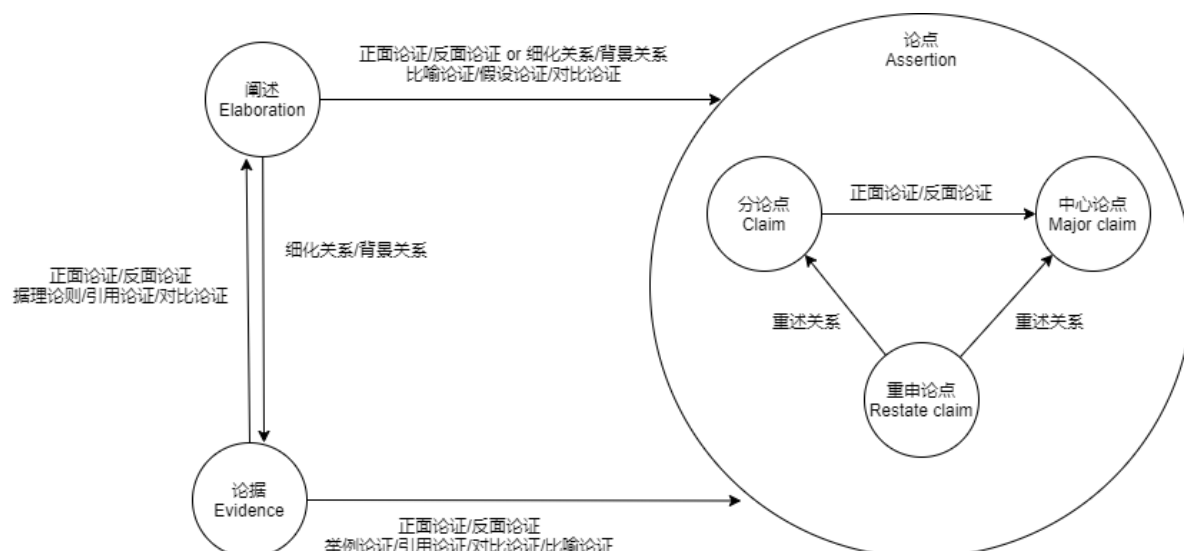 论点
Assertion
正面论证/反面论证 or 细化关系/背景关系
比喻论证/假设论证/对比论证
阐述
Elaboration
分论点
Claim
正面论证/反面论证
中心论点
Major claim
细化关系/背景关系
正面论证/反面论证
据理论则/引用论证/对比论证
重述关系
重述关系
重申论点
Restate claim
论据
Evidence
正面论证/反面论证
举例论证/引用论证/对比论证/比喻论证